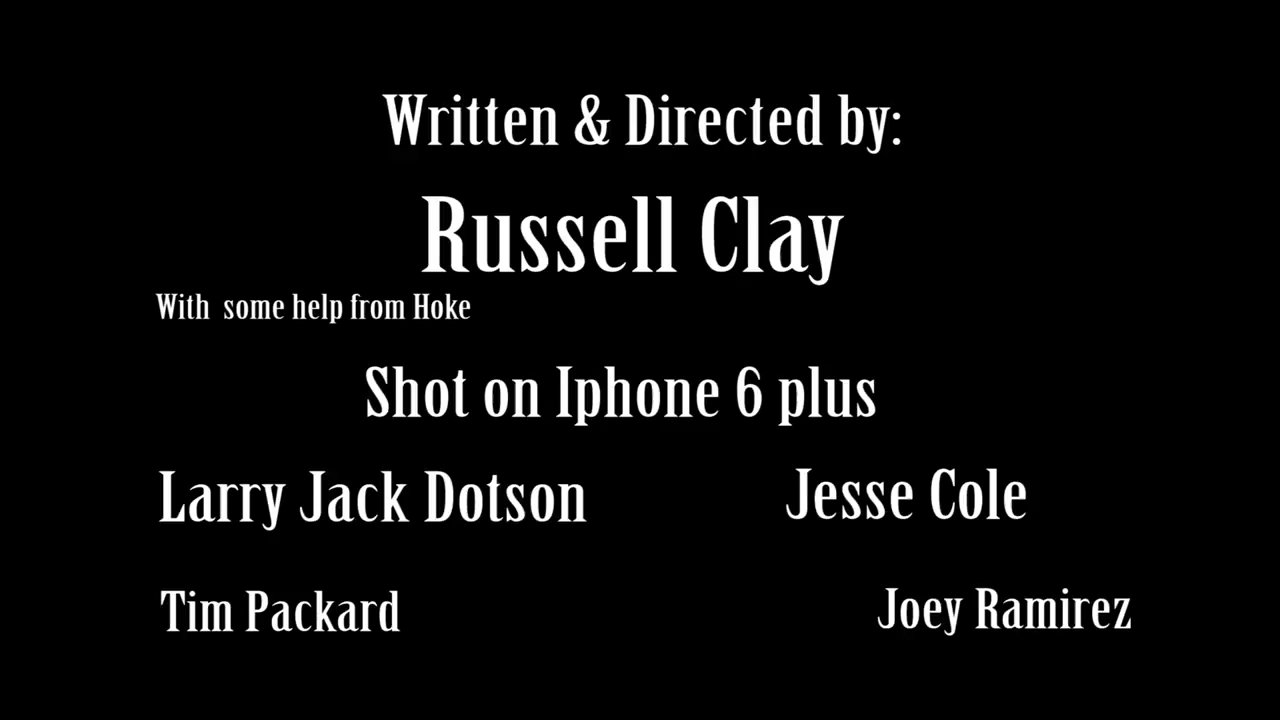 Written & Directed by:
Russell Clay
With some help from Hoke
Shot on Iphone 6 plus
Larry Jack Dotson Jesse Cole
Tim Packard Joey Ramirez